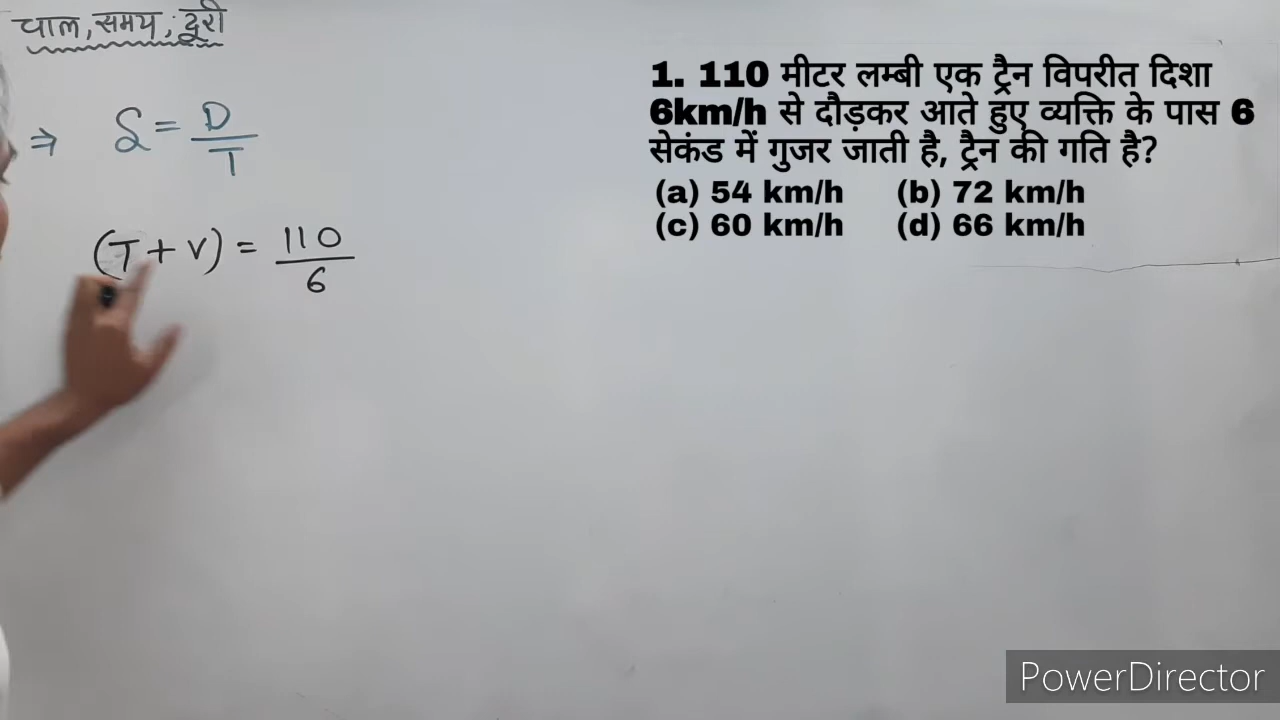 चाल, समय, दूरी
⇒ S = D/T
(T + V) = 110/6
1. 110 मीटर लम्बी एक ट्रैन विपरीत दिशा
6km/h से दौड़कर आते हुए व्यक्ति के पास 6
सेकंड में गुजर जाती है, ट्रैन की गति है?
(a) 54 km/h (b) 72 km/h
(c) 60 km/h (d) 66 km/h
PowerDirector